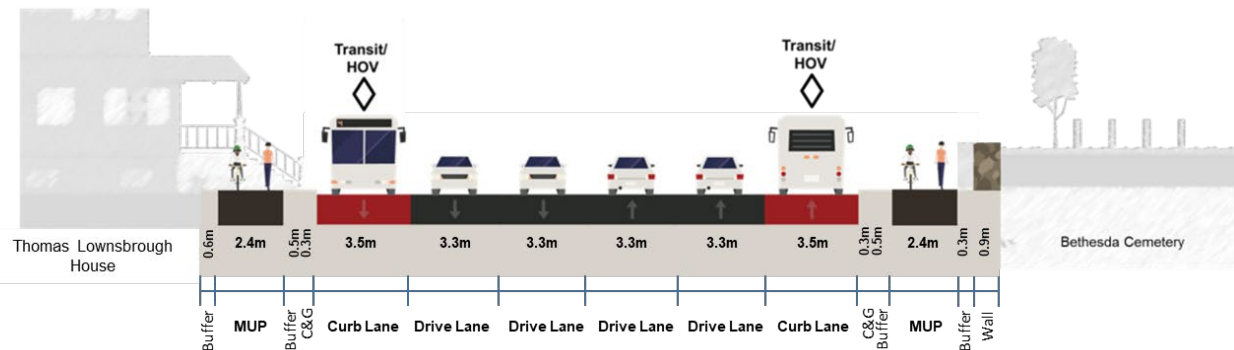 Transit/
HOV
Transit/
HOV
Thomas Lownsbrough
House
0.6m
2.4m
0.5m
0.3m
3.5m
3.3m
3.3m
3.3m
3.3m
3.5m
0.3m
0.5m
2.4m
0.3m
0.9m
Bethesda Cemetery
Buffer
MUP
Buffer
C&G
Curb Lane
Drive Lane
Drive Lane
Drive Lane
Drive Lane
Curb Lane
C&G
Buffer
MUP
Buffer
Wall